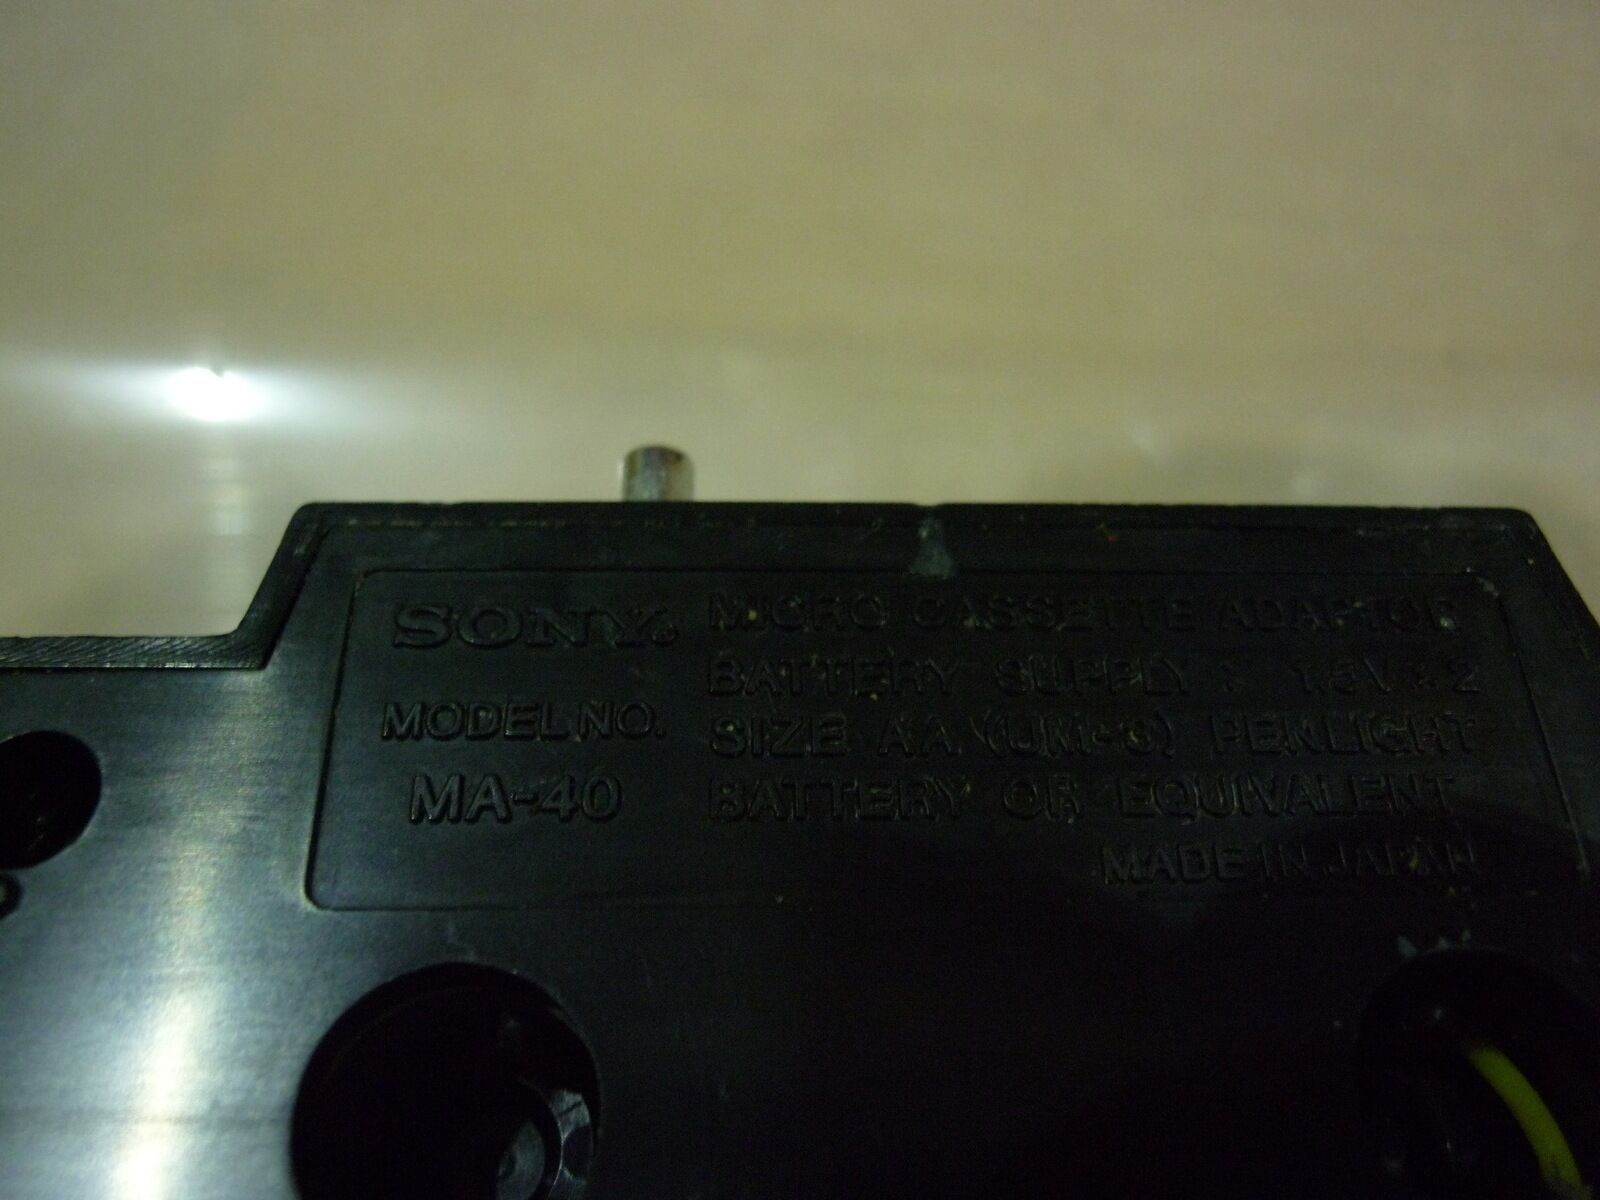 SONY® MICRO CASSETTE ADAPTOR
BATTERY SUPPLY : 1.5V × 2
MODEL NO. SIZE AA (UM-3) PENLIGHT
MA-40 BATTERY OR EQUIVALENT
MADE IN JAPAN